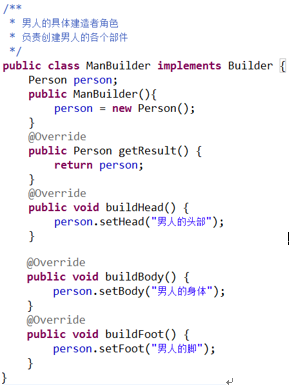 /**
 * 男人的具体建造者角色
 * 负责创建男人的各个部件
 */
public class ManBuilder implements Builder {
    Person person;
    public ManBuilder(){
        person = new Person();
    }
    @Override
    public Person getResult() {
        return person;
    }
    @Override
    public void buildHead() {
        person.setHead("男人的头部");
    }
    @Override
    public void buildBody() {
        person.setBody("男人的身体");
    }
    @Override
    public void buildFoot() {
        person.setFoot("男人的脚");
    }
}